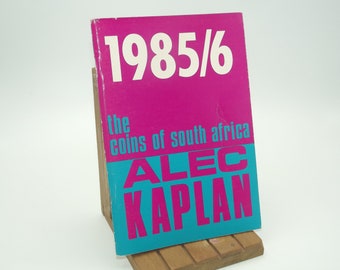 1985/6
the
coins of south africa
ALEC
KAPLAN